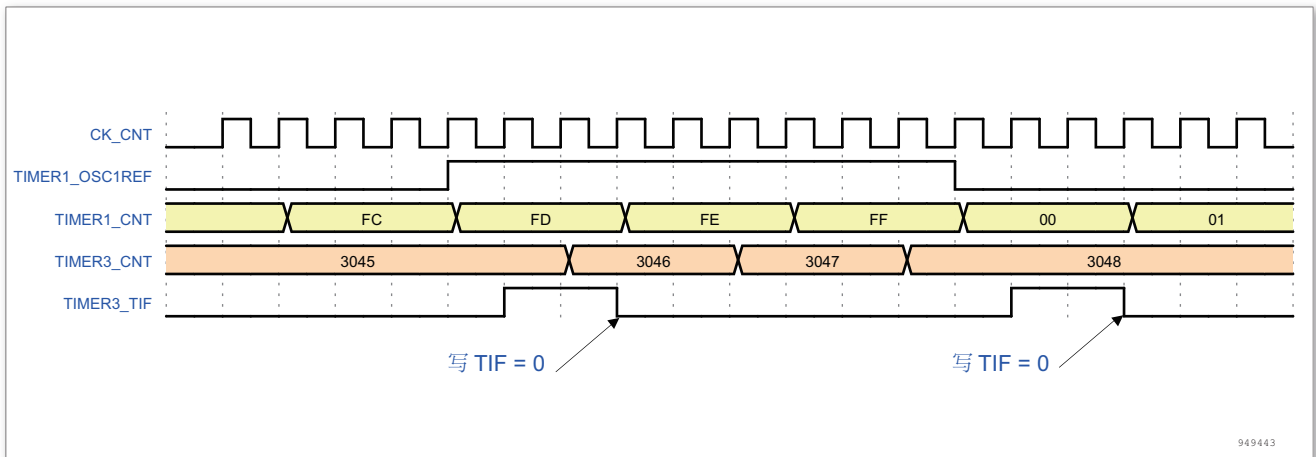 CK_CNT
TIMER1_OSC1REF
TIMER1_CNT FC FD FE FF 00 01
TIMER3_CNT 3045 3046 3047 3048
TIMER3_TIF
写 TIF = 0 写 TIF = 0
949443